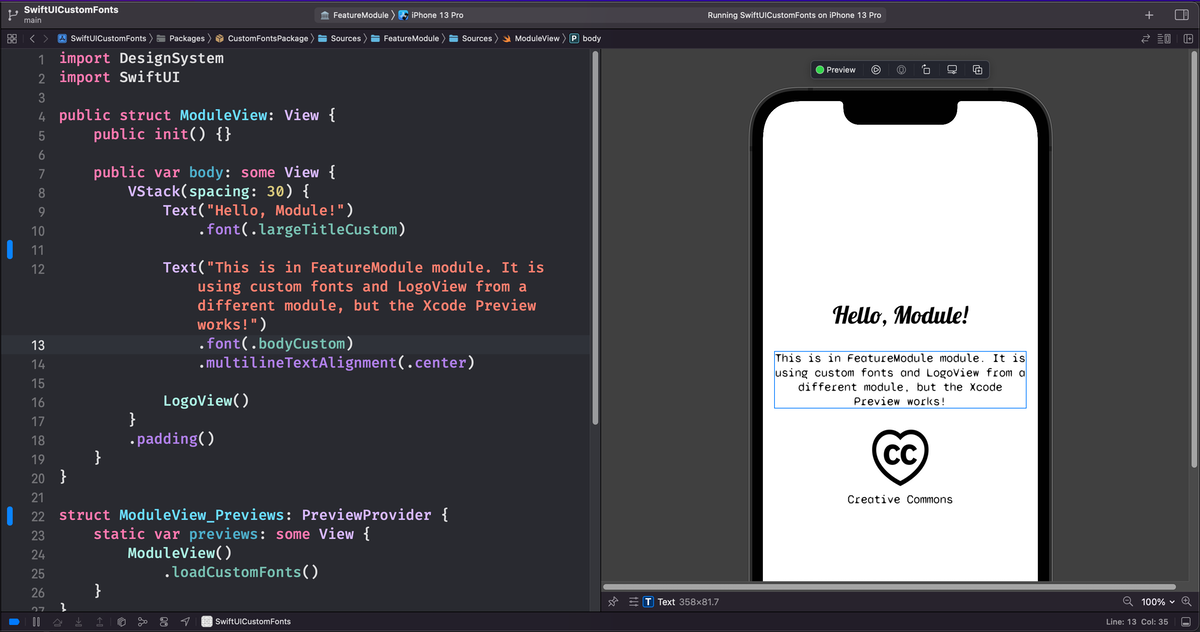 SwiftUICustomFonts
main
FeatureModule 〉 iPhone 13 Pro
Running SwiftUICustomFonts on iPhone 13 Pro
SwiftUICustomFonts 〉 Packages 〉 CustomFontsPackage 〉 Sources 〉 FeatureModule 〉 Sources 〉 ModuleView 〉 P body
1 import DesignSystem
2 import SwiftUI
3
4 public struct ModuleView: View {
5 public init() {}
6
7 public var body: some View {
8 VStack(spacing: 30) {
9 Text("Hello, Module!")
10 .font(.largeTitleCustom)
11
12 Text("This is in FeatureModule module. It is
using custom fonts and LogoView from a
different module, but the Xcode Preview
works!")
13 .font(.bodyCustom)
14 .multilineTextAlignment(.center)
15
16 LogoView()
17 }
18 .padding()
19 }
20 }
21
22 struct ModuleView_Previews: PreviewProvider {
23 static var previews: some View {
24 ModuleView()
25 .loadCustomFonts()
26 }
27 }
Preview
Hello, Module!
This is in FeatureModule module. It is
using custom fonts and LogoView from a
different module, but the Xcode
Preview works!
CC
Creative Commons
T Text 358×81.7
100%
SwiftUICustomFonts
Line: 13 Col: 35